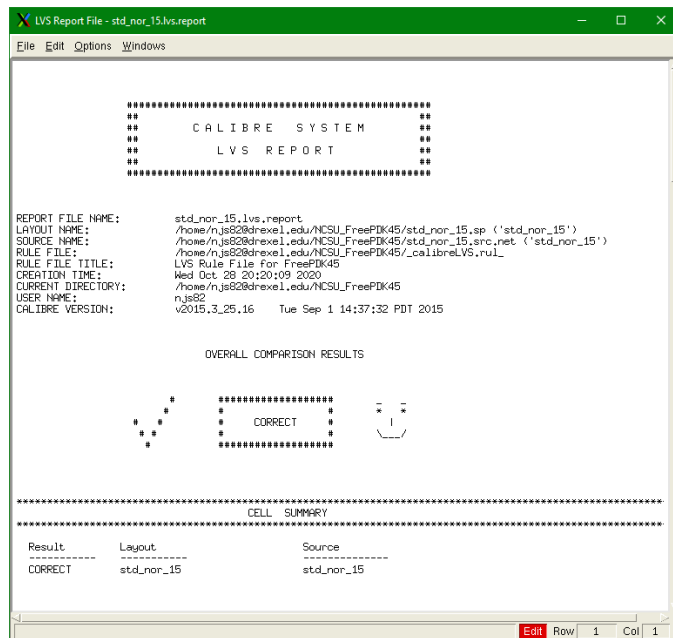 LVS Report File - std_nor_15.lvs.report
File Edit Options Windows
##################################################
## ##
## C A L I B R E S Y S T E M ##
## ##
## L V S R E P O R T ##
## ##
##################################################
REPORT FILE NAME: std_nor_15.lvs.report
LAYOUT NAME: /home/njs82@drexel.edu/NCSU_FreePDK45/std_nor_15.sp ('std_nor_15')
SOURCE NAME: /home/njs82@drexel.edu/NCSU_FreePDK45/std_nor_15.src.net ('std_nor_15')
RULE FILE: /home/njs82@drexel.edu/NCSU_FreePDK45/_calibreLVS.rul_
RULE FILE TITLE: LVS Rule File for FreePDK45
CREATION TIME: Wed Oct 28 20:20:09 2020
CURRENT DIRECTORY: /home/njs82@drexel.edu/NCSU_FreePDK45
USER NAME: njs82
CALIBRE VERSION: v2015.3_25.16 Tue Sep 1 14:37:32 PDT 2015
OVERALL COMPARISON RESULTS
# ################### _ _
# # # * *
# # # CORRECT # |
# # # # \___/
# ###################
**********************************************************************************************************
CELL SUMMARY
**********************************************************************************************************
Result Layout Source
----------- ----------- --------------
CORRECT std_nor_15 std_nor_15
Edit Row 1 Col 1